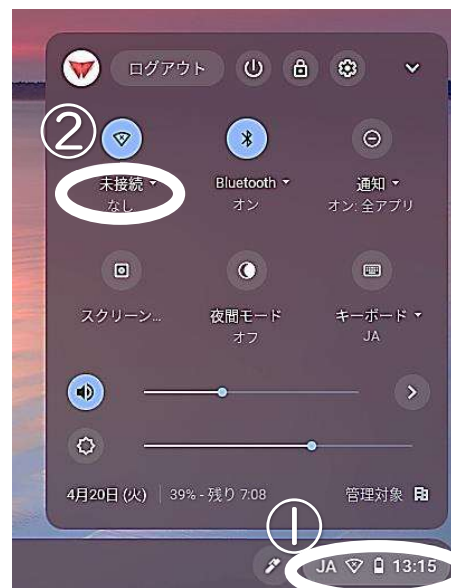 ログアウト
②
未接続
なし
Bluetooth
オン
通知
オン: 全アプリ
スクリーン...
夜間モード
オフ
キーボード
JA
4月20日 (火) 39% - 残り 7:08 管理対象
①
JA 13:15